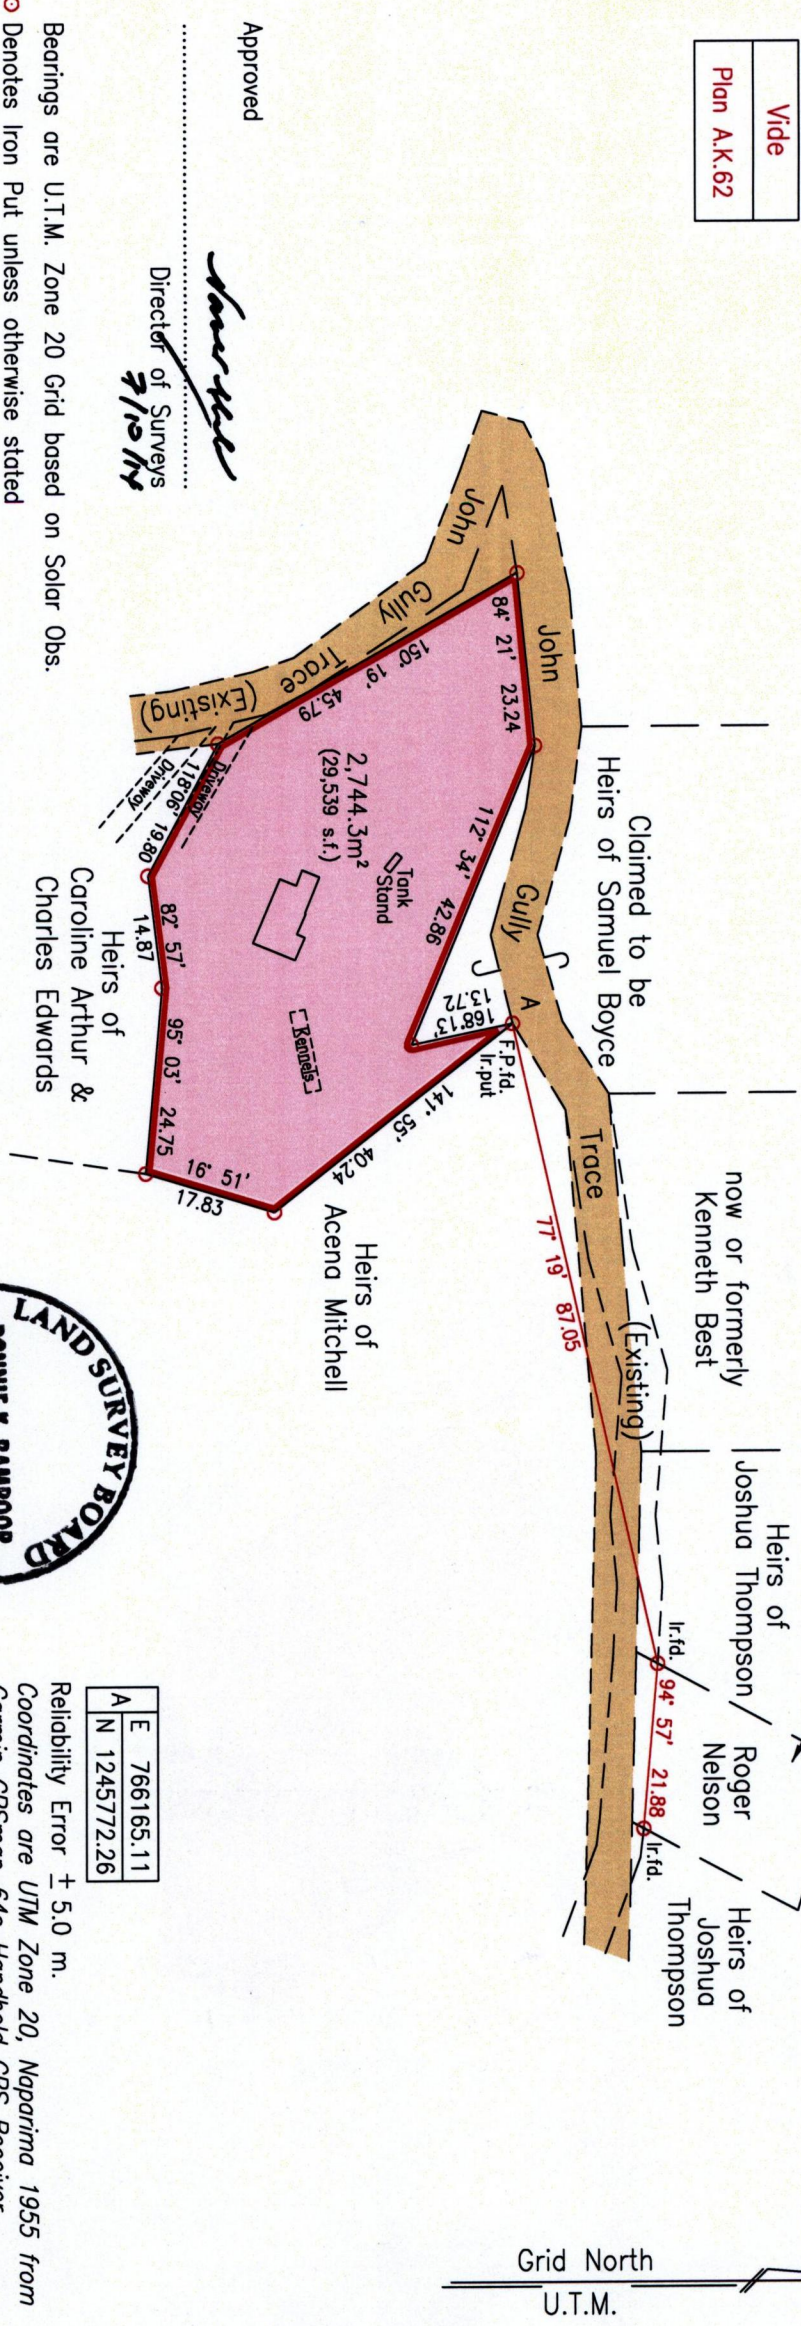 Vide
Plan A.K.62
Approved
Director of Surveys
7/10/14
Bearings are U.T.M. Zone 20 Grid based on Solar Obs.
Denotes Iron Put unless otherwise stated
Claimed to be
Heirs of Samuel Boyce
now or formerly
Kenneth Best
Heirs of
Joshua Thompson
Roger
Nelson
Heirs of
Joshua
Thompson
John
Gully
Trace
(Existing)
John
Gully
Trace
(Existing)
84° 21' 23.24
112° 34' 42.86
168°13'
13.72
A
F.P.fd.
Ir.put
141° 55' 40.24
16° 51'
17.83
95° 03' 24.75
82° 57'
14.87
118°06' 19.80
150° 19' 45.79
Driveway
Driveway
2,744.3m²
(29,539 s.f.)
Tank
Stand
Kennels
77° 19' 87.05
Ir.fd.
94° 57' 21.88
Ir.fd.
Heirs of
Acena Mitchell
Heirs of
Caroline Arthur &
Charles Edwards
LAND SURVEY BOARD
A E 766165.11
N 1245772.26
Reliability Error ± 5.0 m.
Coordinates are UTM Zone 20, Naparima 1955 from
Grid North
U.T.M.